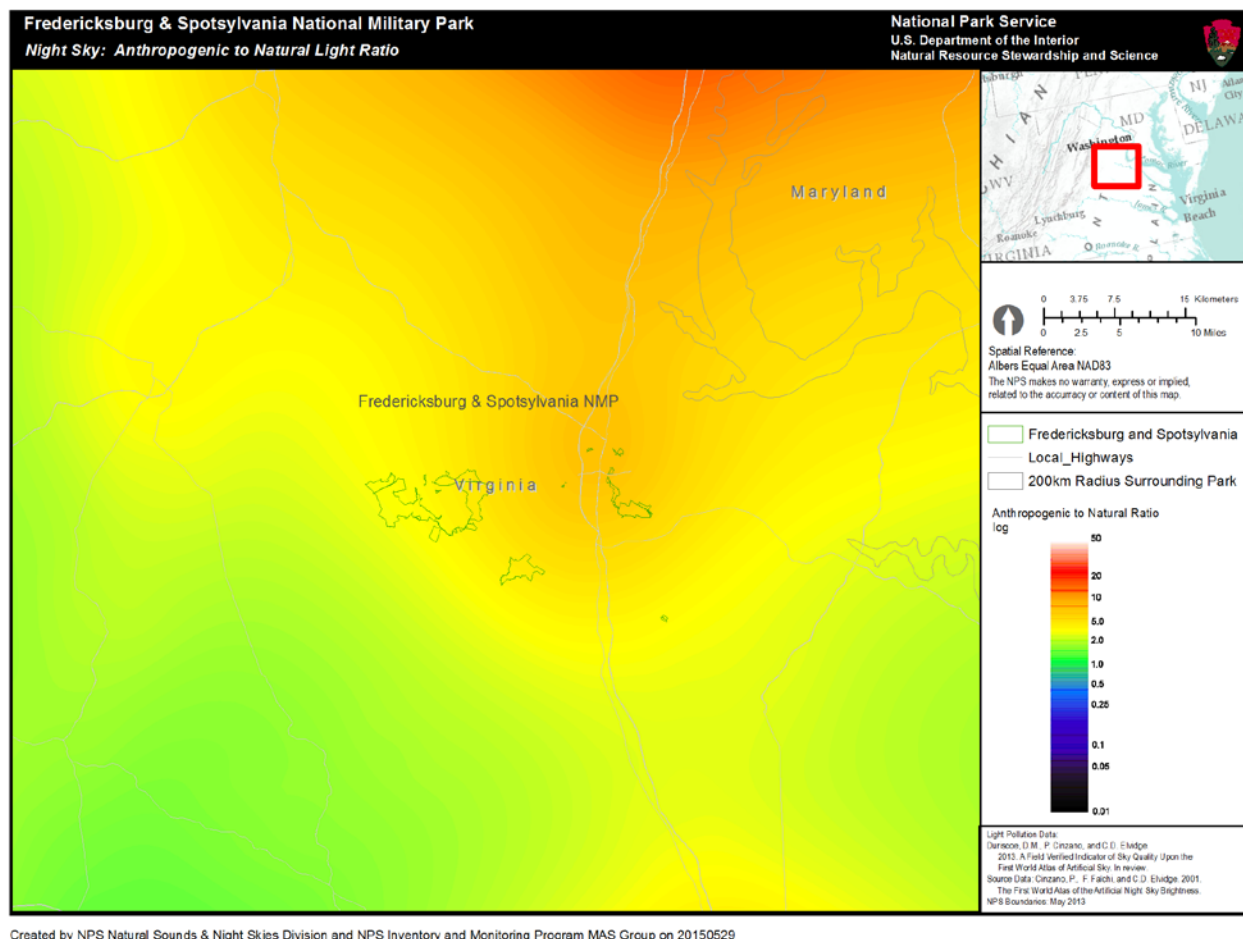 Fredericksburg & Spotsylvania National Military Park
Night Sky: Anthropogenic to Natural Light Ratio
National Park Service
U.S. Department of the Interior
Natural Resource Stewardship and Science
Maryland
Fredericksburg & Spotsylvania NMP
Virginia
NJ
City
MD
DELAWA
Washington
WV
Virginia
Beach
Lynchburg
Roanoke
Roanoke R.
VIRGINIA
0 3.75 7.5 15 Kilometers
0 2.5 5 10 Miles
Spatial Reference:
Albers Equal Area NAD83
The NPS makes no warranty, express or implied,
related to the accurracy or content of this map.
Fredericksburg and Spotsylvania
Local_Highways
200km Radius Surrounding Park
Anthropogenic to Natural Ratio
log
50
20
10
5.0
2.0
1.0
0.5
0.25
0.1
0.05
0.01
Light Pollution Data:
D.M., P. Cinzano, and C.D. Elvidge
2013. A Field Verified Indicator of Sky Quality Upon the
First World Atlas of Artificial Sky. In review
Source Data: Cinzano, P., F. Falchi, and C.D. Elvidge. 2001.
The First World Atlas of the Artificial Night Sky Brightness.
NPS Boundaries: May 2013
Created by NPS Natural Sounds & Night Skies Division and NPS Inventory and Monitoring Program MAS Group on 20150529